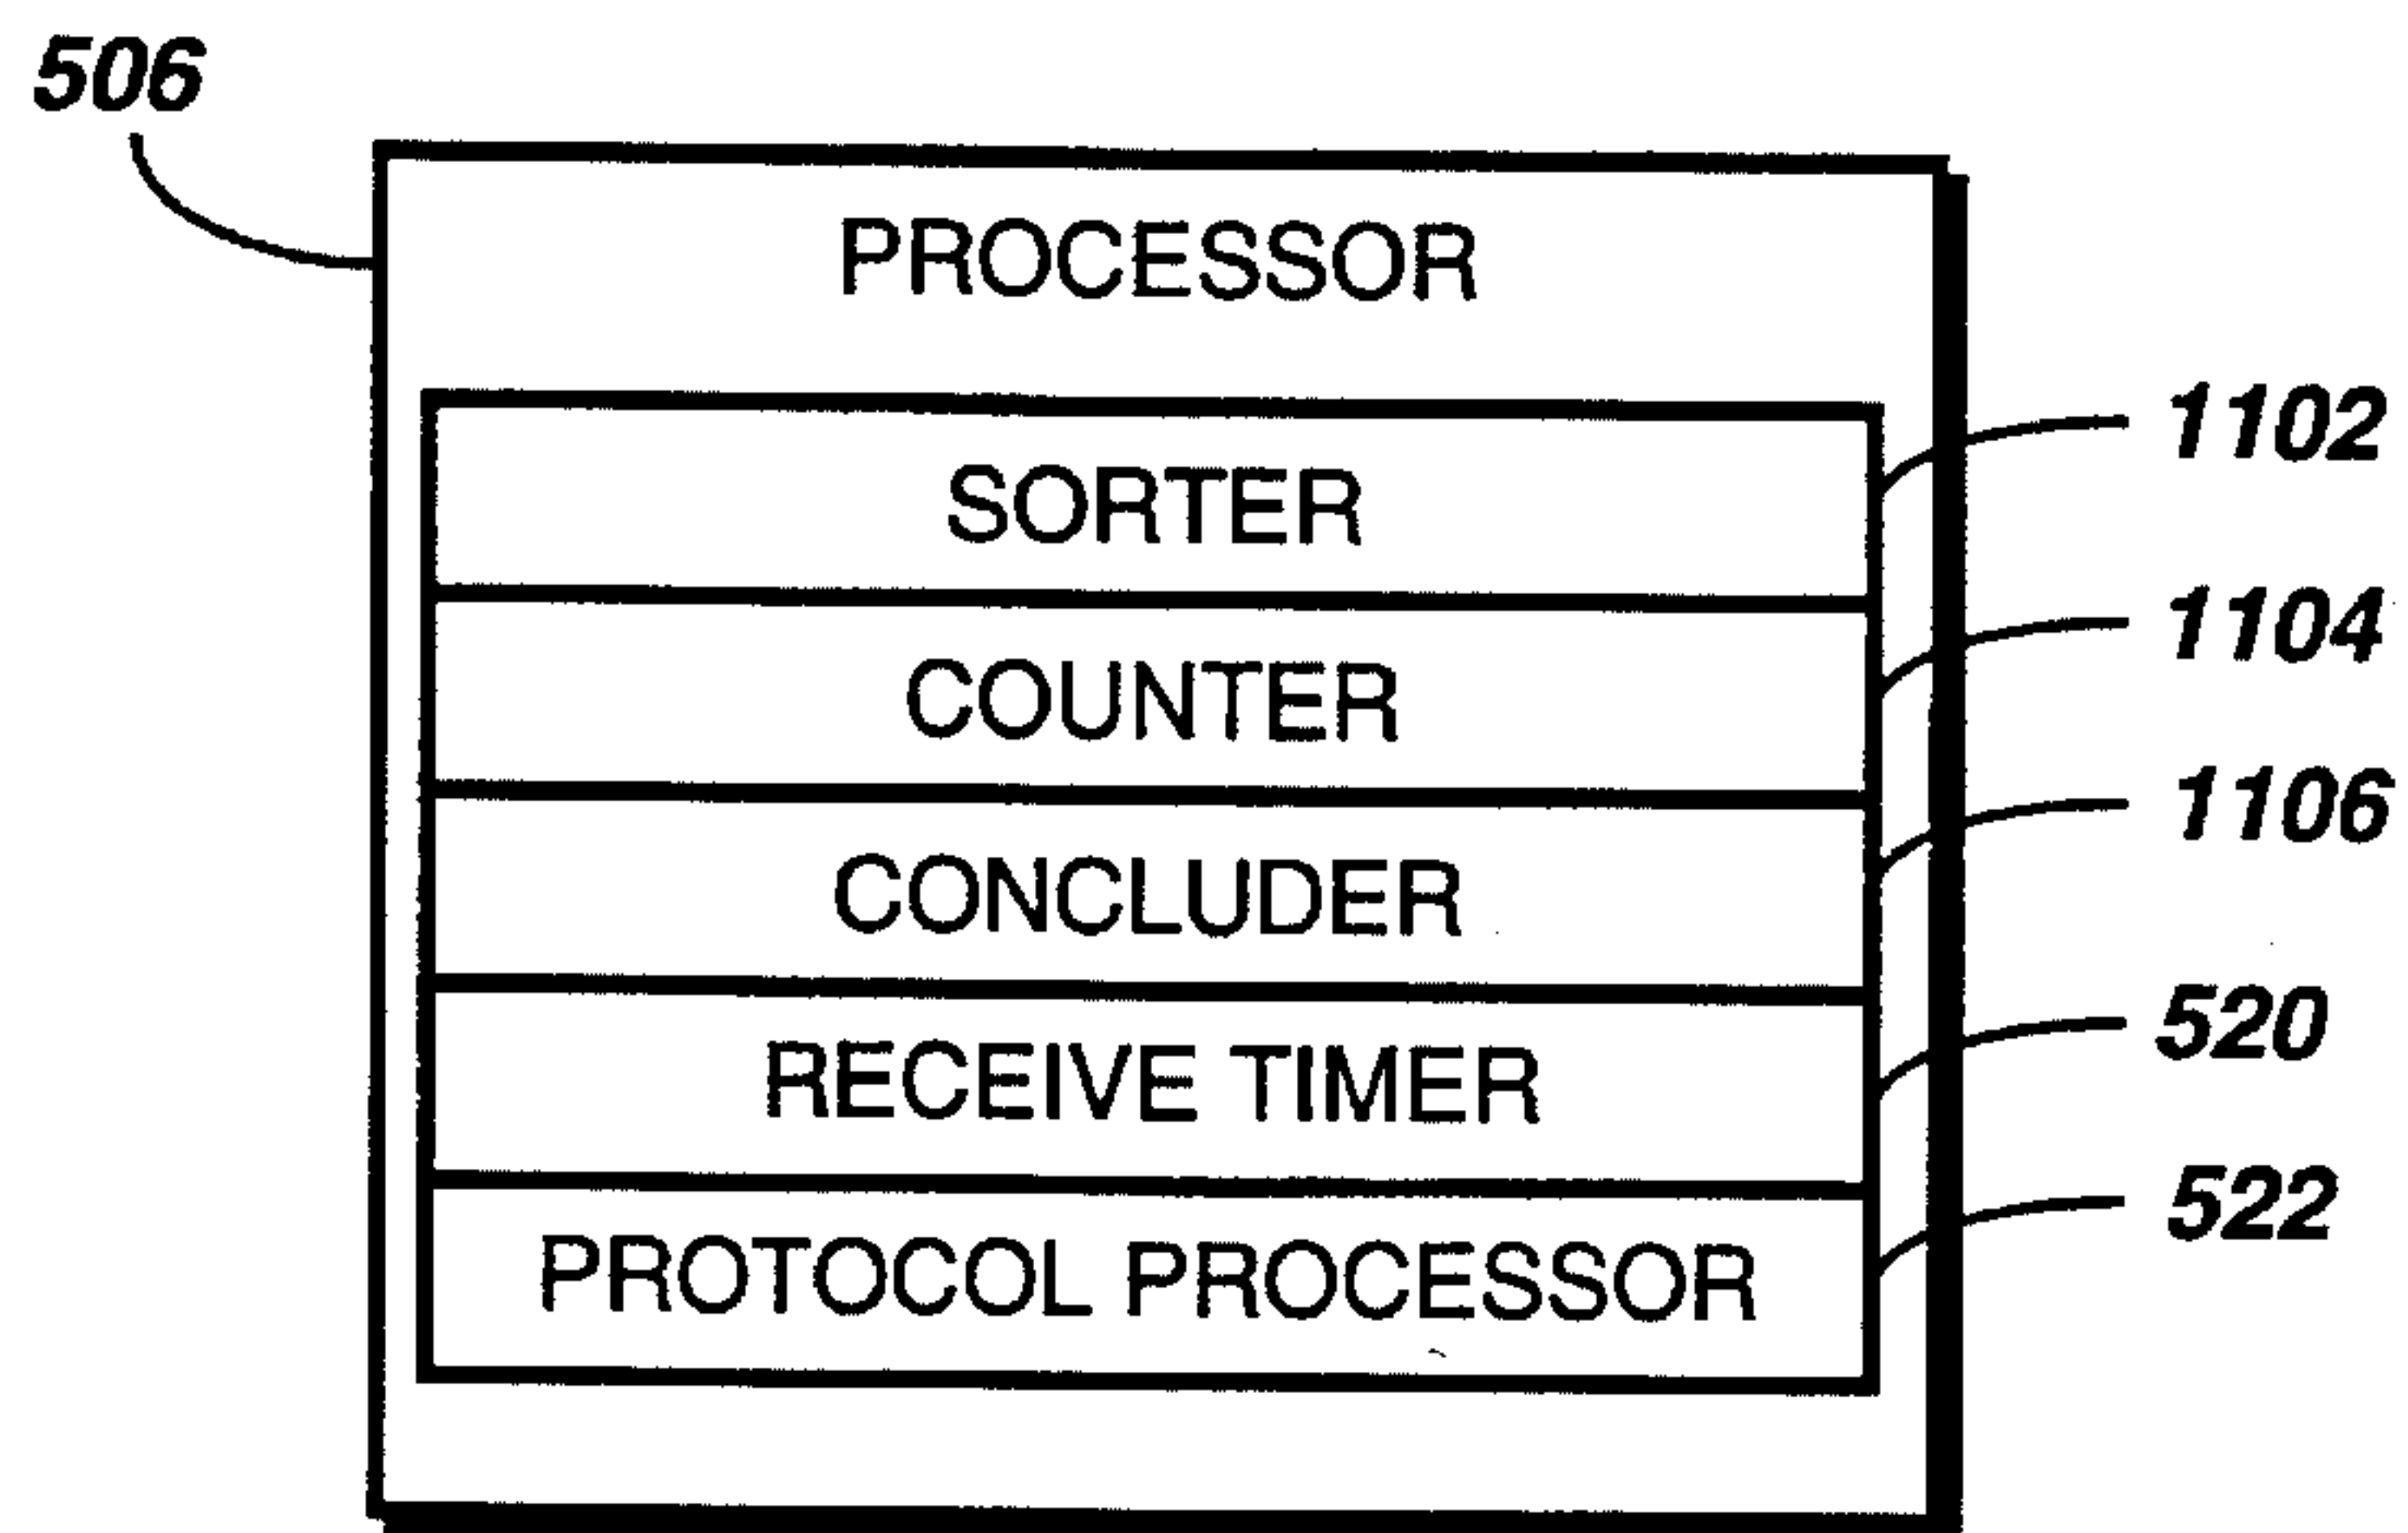 506
PROCESSOR
SORTER
1102
COUNTER
1104
CONCLUDER
1106
RECEIVE TIMER
520
PROTOCOL PROCESSOR
522